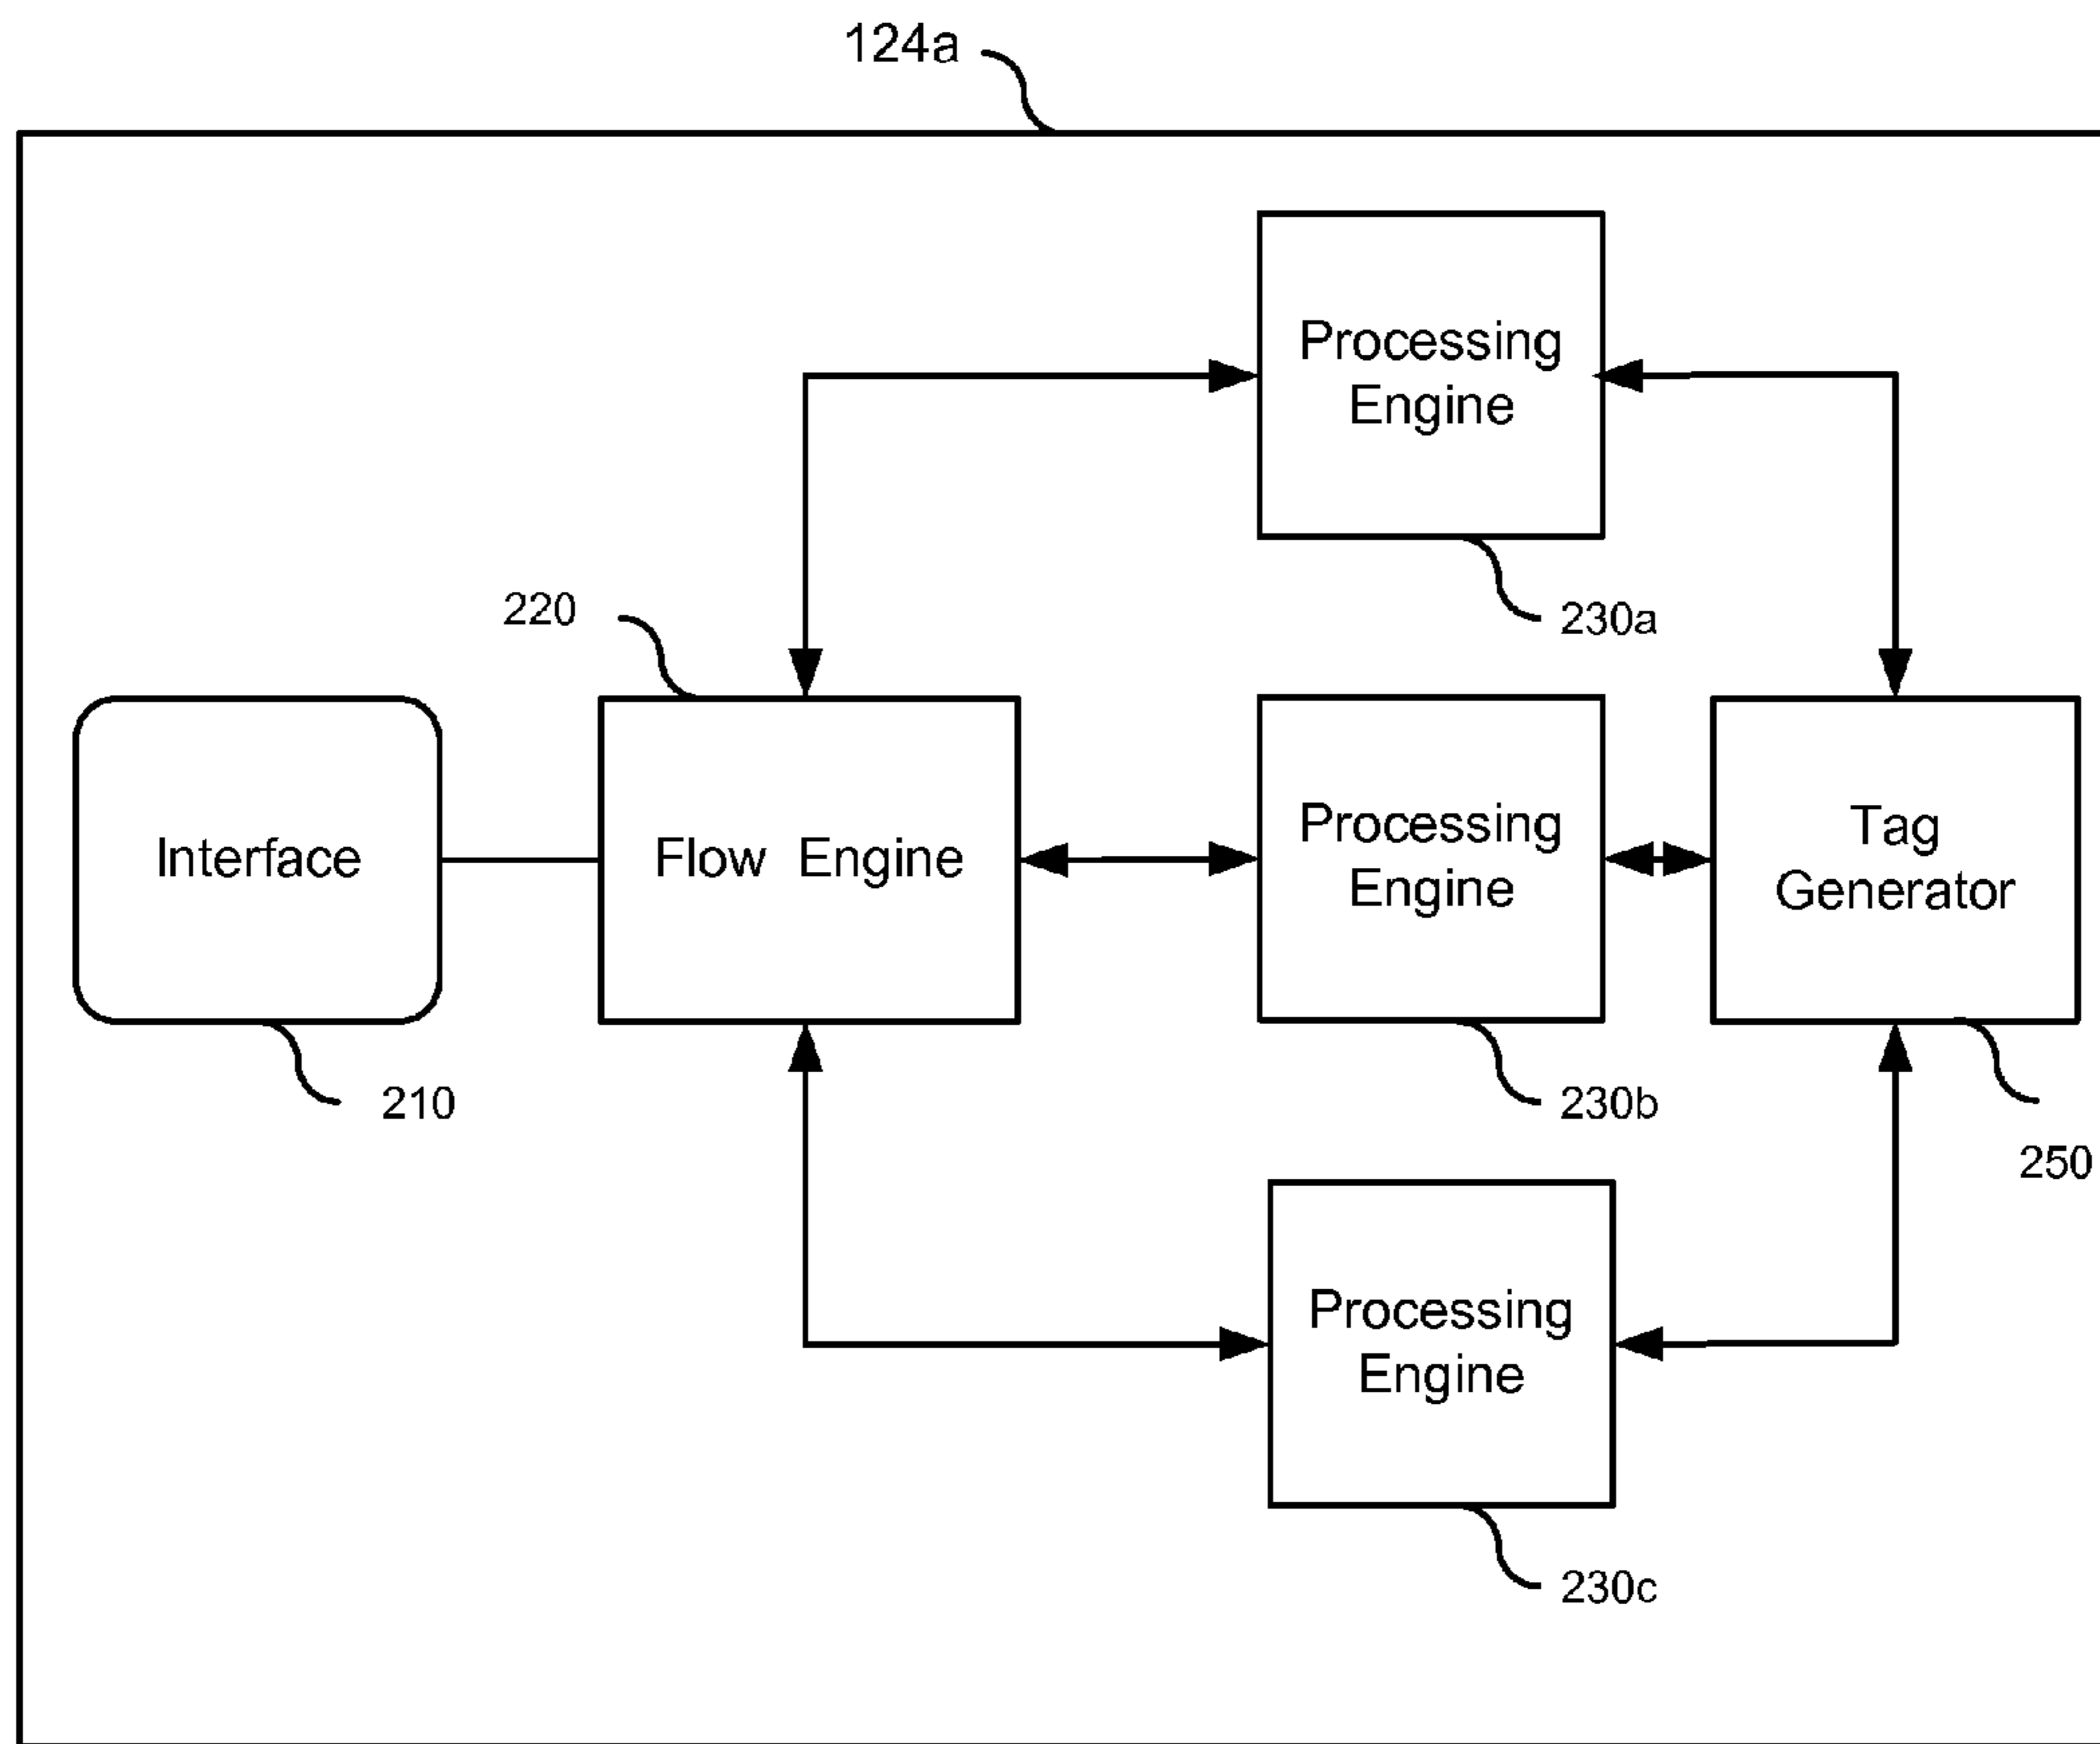 124a
Processing
Engine
230a
220
Interface
Flow Engine
Processing
Engine
Tag
Generator
210
230b
250
Processing
Engine
230c